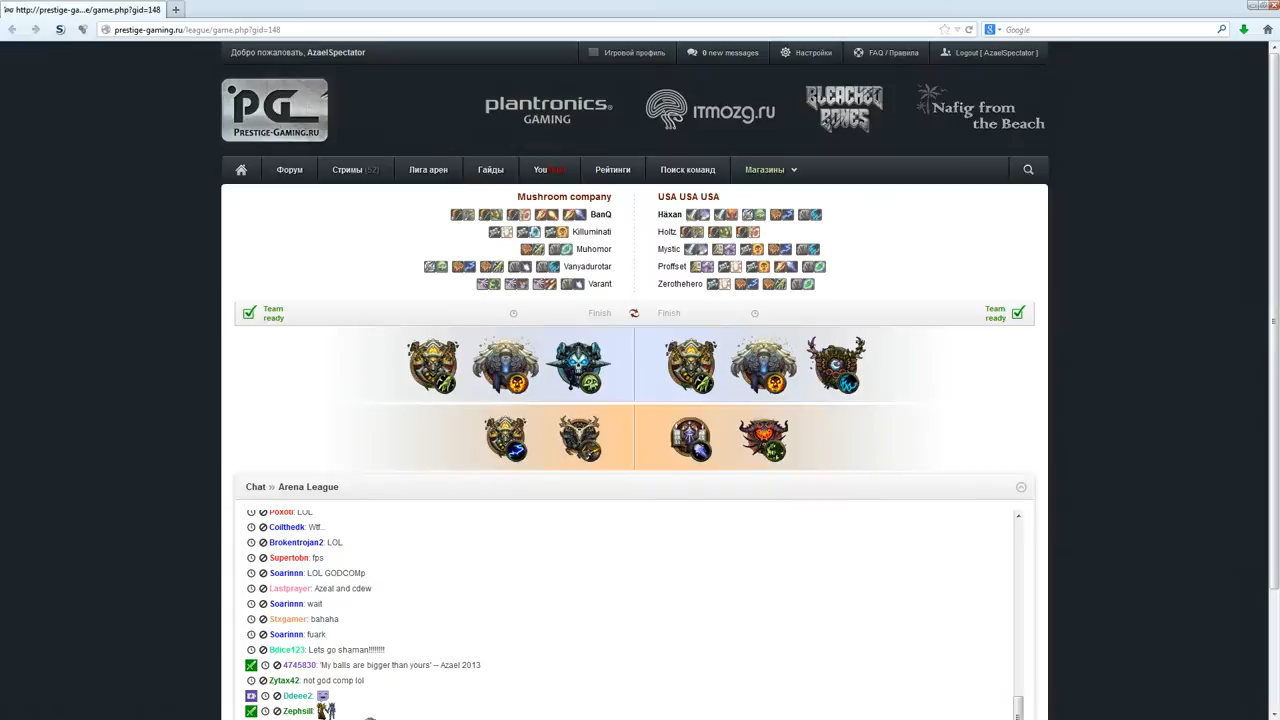 http://prestige-ga...e/game.php?gid=148
prestige-gaming.ru/league/game.php?gid=148
Google
Добро пожаловать, AzaelSpectator
Игровой профиль
0 new messages
Настройки
FAQ / Правила
Logout [ AzaelSpectator ]
PG
PRESTIGE-GAMING.RU
plantronics GAMING
ITMOZG.RU
BLEACHED BONES
Nafig from the Beach
Форум
Стримы (52)
Лига арен
Гайды
YouTube
Рейтинги
Поиск команд
Магазины
Mushroom company
USA USA USA
BanQ
Häxan
Killuminati
Holtz
Muhomor
Mystic
Vanyadurotar
Proffset
Varant
Zerothehero
Team ready
Finish
Finish
Team ready
Chat » Arena League
Poxoti: LOL
Coilthedk: Wtf..
Brokentrojan2: LOL
Supertobn: fps
Soarinnn: LOL GODCOMp
Lastprayer: Azeal and cdew
Soarinnn: wait
Stxgamer: bahaha
Soarinnn: fuark
Bdice123: Lets go shaman!!!!!!!!
4745830: 'My balls are bigger than yours' -- Azael 2013
Zytax42: not god comp lol
Ddeee2:
Zephsill: